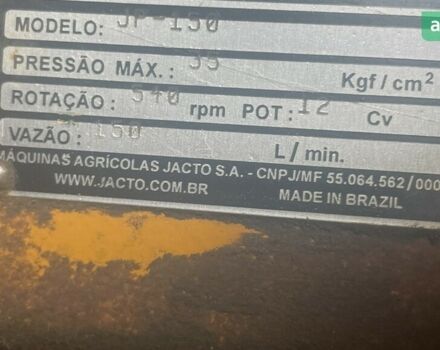 MODELO: JP-150
PRESSÃO MÁX.: 35 Kgf/cm²
ROTAÇÃO: 540 rpm POT: 12 Cv
VAZÃO: 150 L/min.
MÁQUINAS AGRÍCOLAS JACTO S.A. - CNPJ/MF 55.064.562/000
WWW.JACTO.COM.BR MADE IN BRAZIL